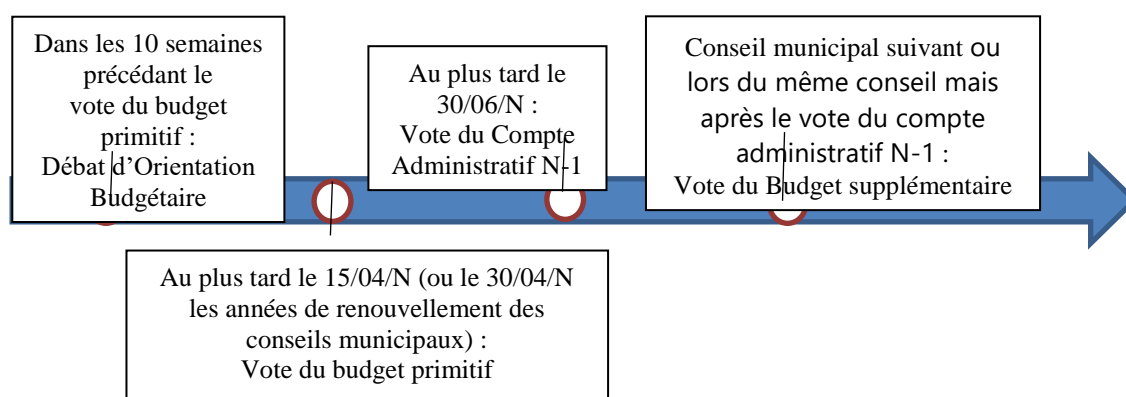 Dans les 10 semaines
précédant le
vote du budget
primitif :
Débat d’Orientation
Budgétaire
Au plus tard le 15/04/N (ou le 30/04/N
les années de renouvellement des
conseils municipaux) :
Vote du budget primitif
Au plus tard le
30/06/N :
Vote du Compte
Administratif N-1
Conseil municipal suivant ou
lors du même conseil mais
après le vote du compte
administratif N-1 :
Vote du Budget supplémentaire